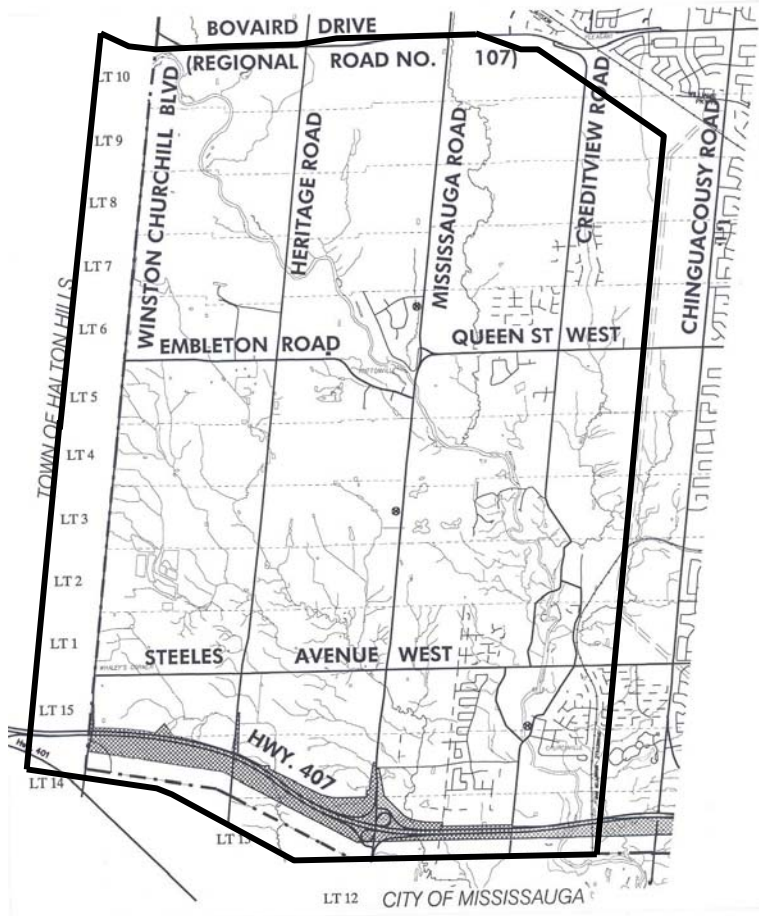 BOVAIRD DRIVE
(REGIONAL ROAD NO. 107)
LT 10
LT 9
LT 8
LT 7
LT 6
LT 5
LT 4
LT 3
LT 2
LT 1
LT 15
LT 14
LT 13
LT 12
WINSTON CHURCHILL BLVD
HERITAGE ROAD
MISSISSAUGA ROAD
CREDITVIEW ROAD
CHINGUACOUSY ROAD
TOWN OF HALTON HILLS
EMBLETON ROAD
QUEEN ST WEST
HUTTONVILLE
STEELES AVENUE WEST
HWY. 407
HWY. 401
CITY OF MISSISSAUGA